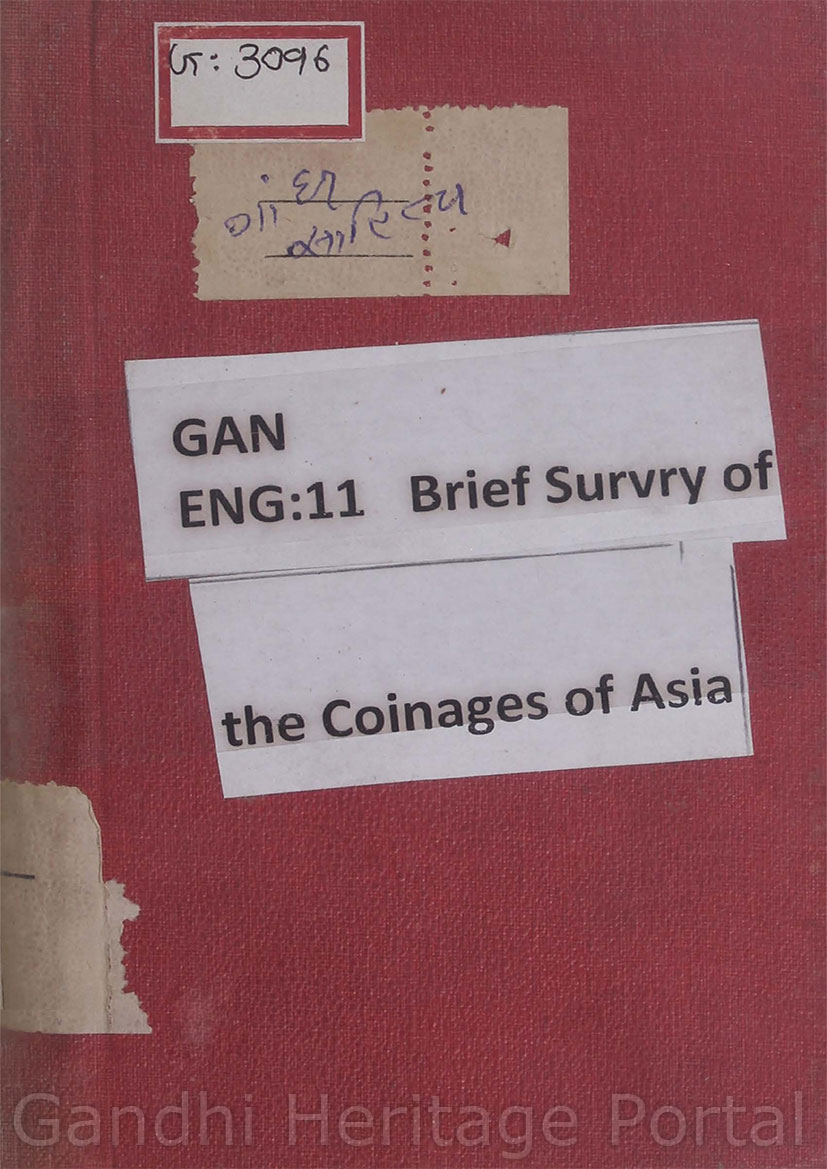 પ: 3096
ગાંધી
સાહિત્ય
GAN
ENG:11 Brief Survry of
the Coinages of Asia
Gandhi Heritage Portal